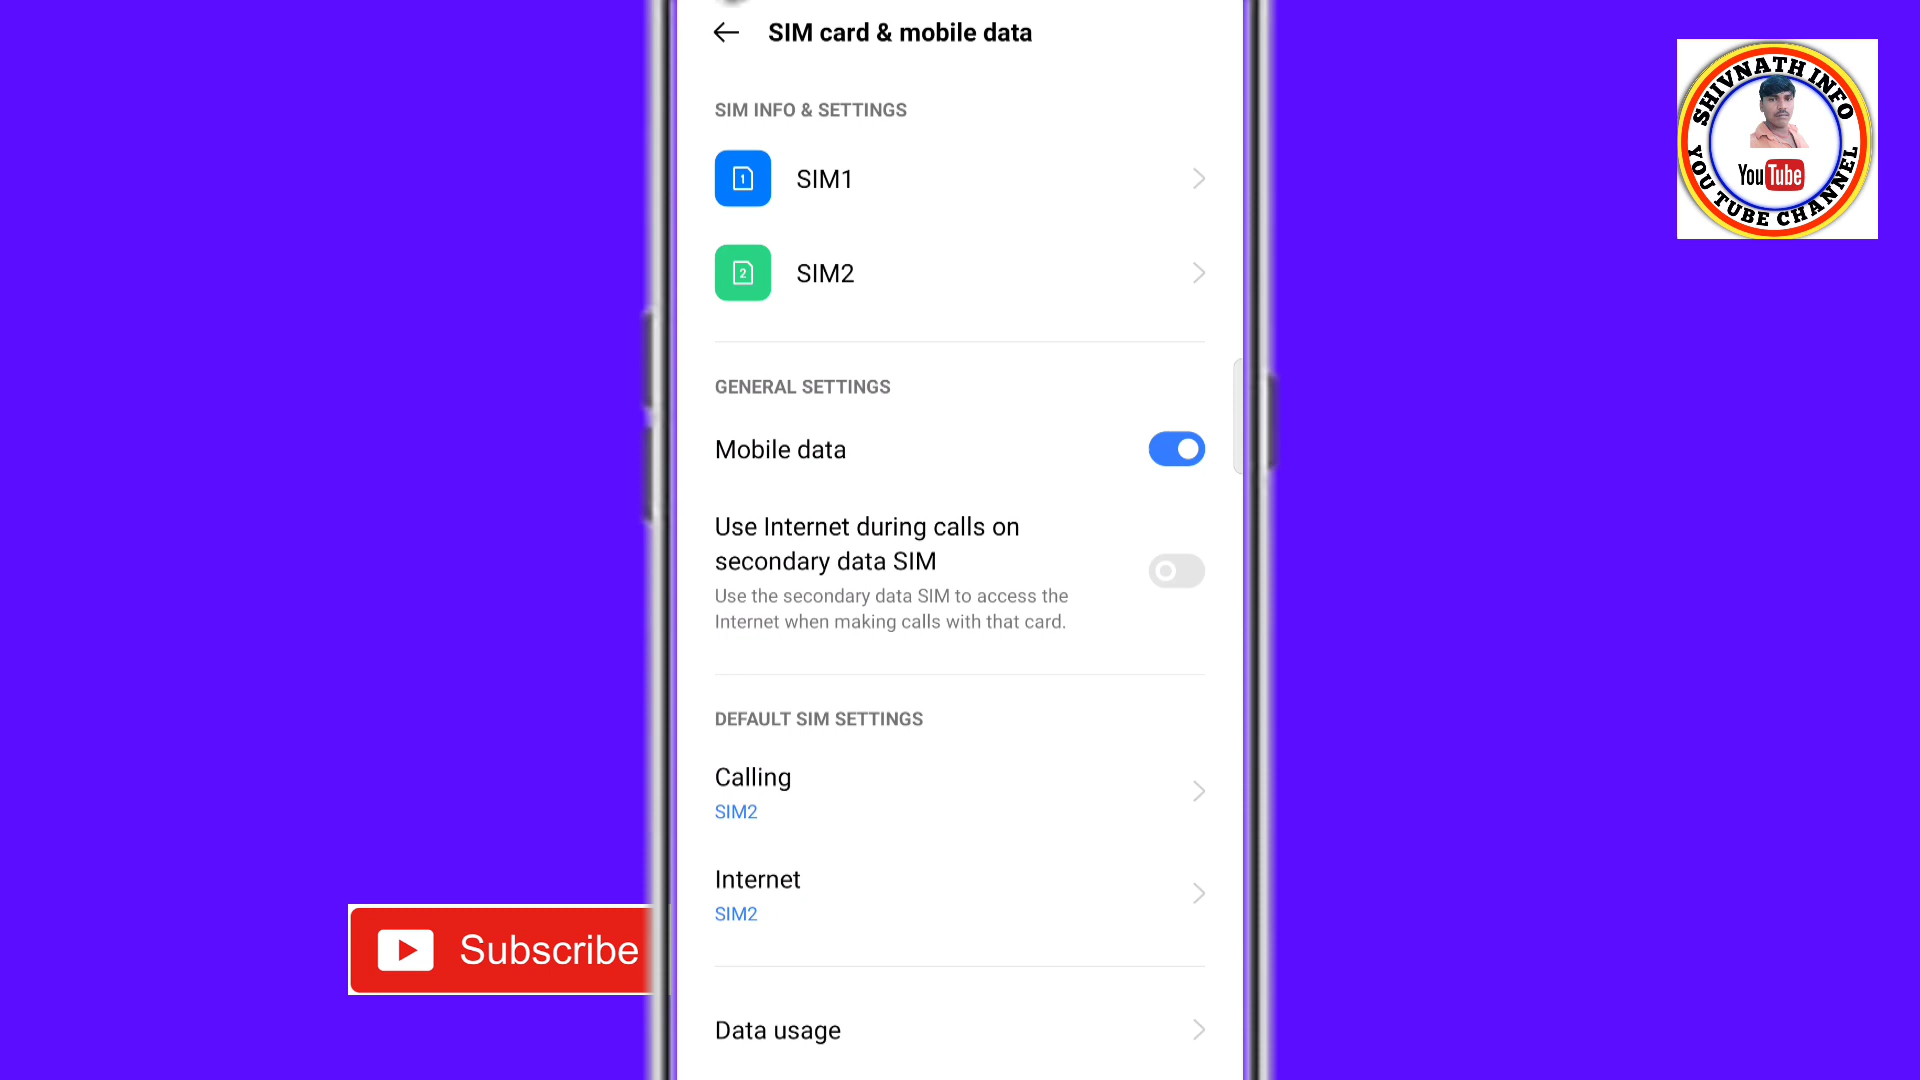 SIM card & mobile data
SIM INFO & SETTINGS
1
SIM1
2
SIM2
GENERAL SETTINGS
Mobile data
Use Internet during calls on
secondary data SIM
Use the secondary data SIM to access the
Internet when making calls with that card.
DEFAULT SIM SETTINGS
Calling
SIM2
Internet
SIM2
Data usage
Subscribe
SHIVNATH INFO
YouTube
YOU TUBE CHANNEL